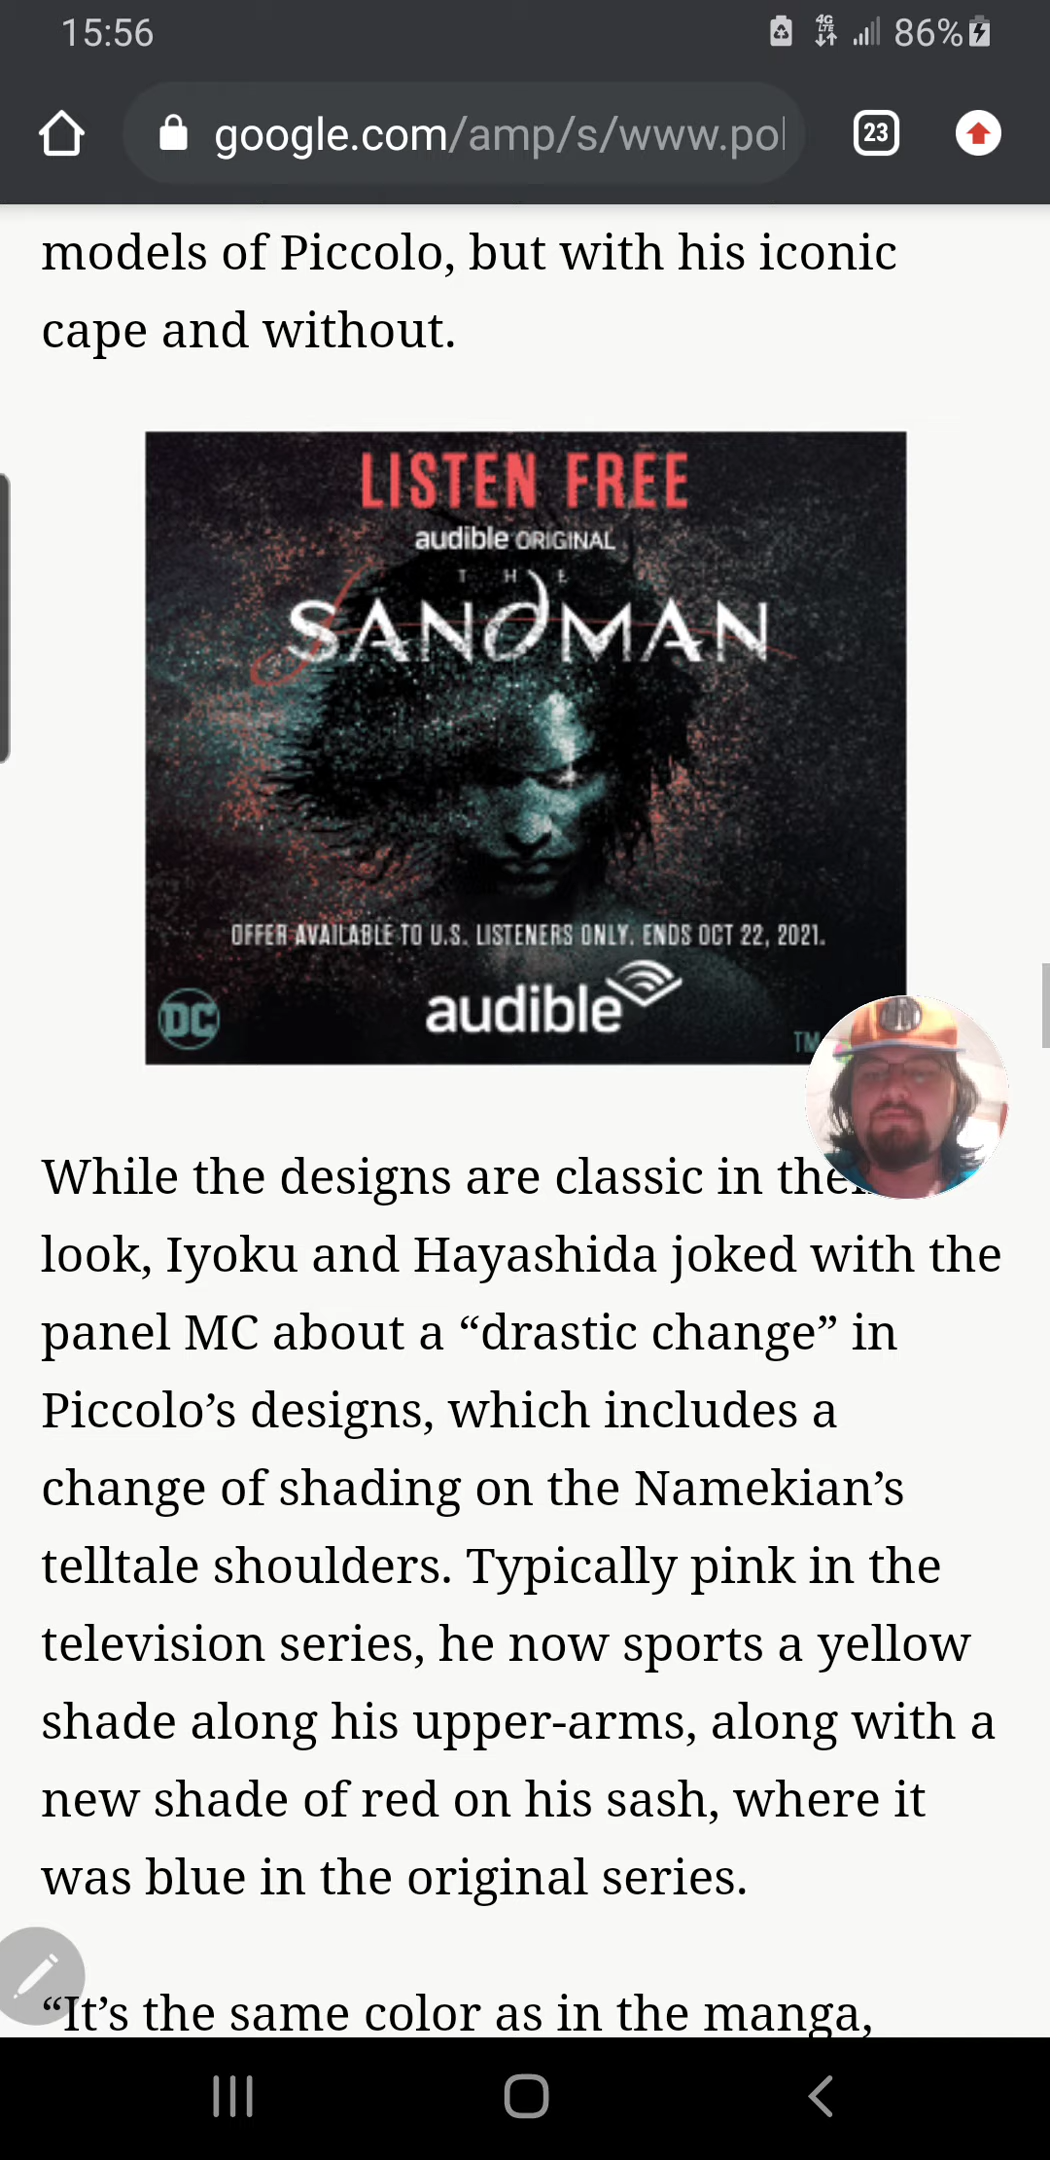 15:56
4G
LTE
86%
google.com/amp/s/www.pol
23
models of Piccolo, but with his iconic
cape and without.
LISTEN FREE
audible ORIGINAL
THE
SANDMAN
OFFER AVAILABLE TO U.S. LISTENERS ONLY. ENDS OCT 22, 2021.
DC
audible
TM
While the designs are classic in their
look, Iyoku and Hayashida joked with the
panel MC about a “drastic change” in
Piccolo’s designs, which includes a
change of shading on the Namekian’s
telltale shoulders. Typically pink in the
television series, he now sports a yellow
shade along his upper-arms, along with a
new shade of red on his sash, where it
was blue in the original series.
“It’s the same color as in the manga,